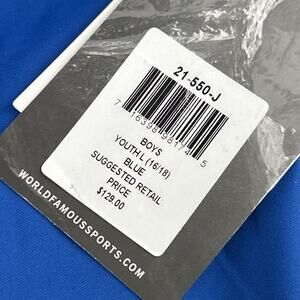 21-550-J
BOYS
YOUTH L (16/18)
BLUE
SUGGESTED RETAIL
PRICE
$129.00
WORLDFAMOUSSPORTS.COM